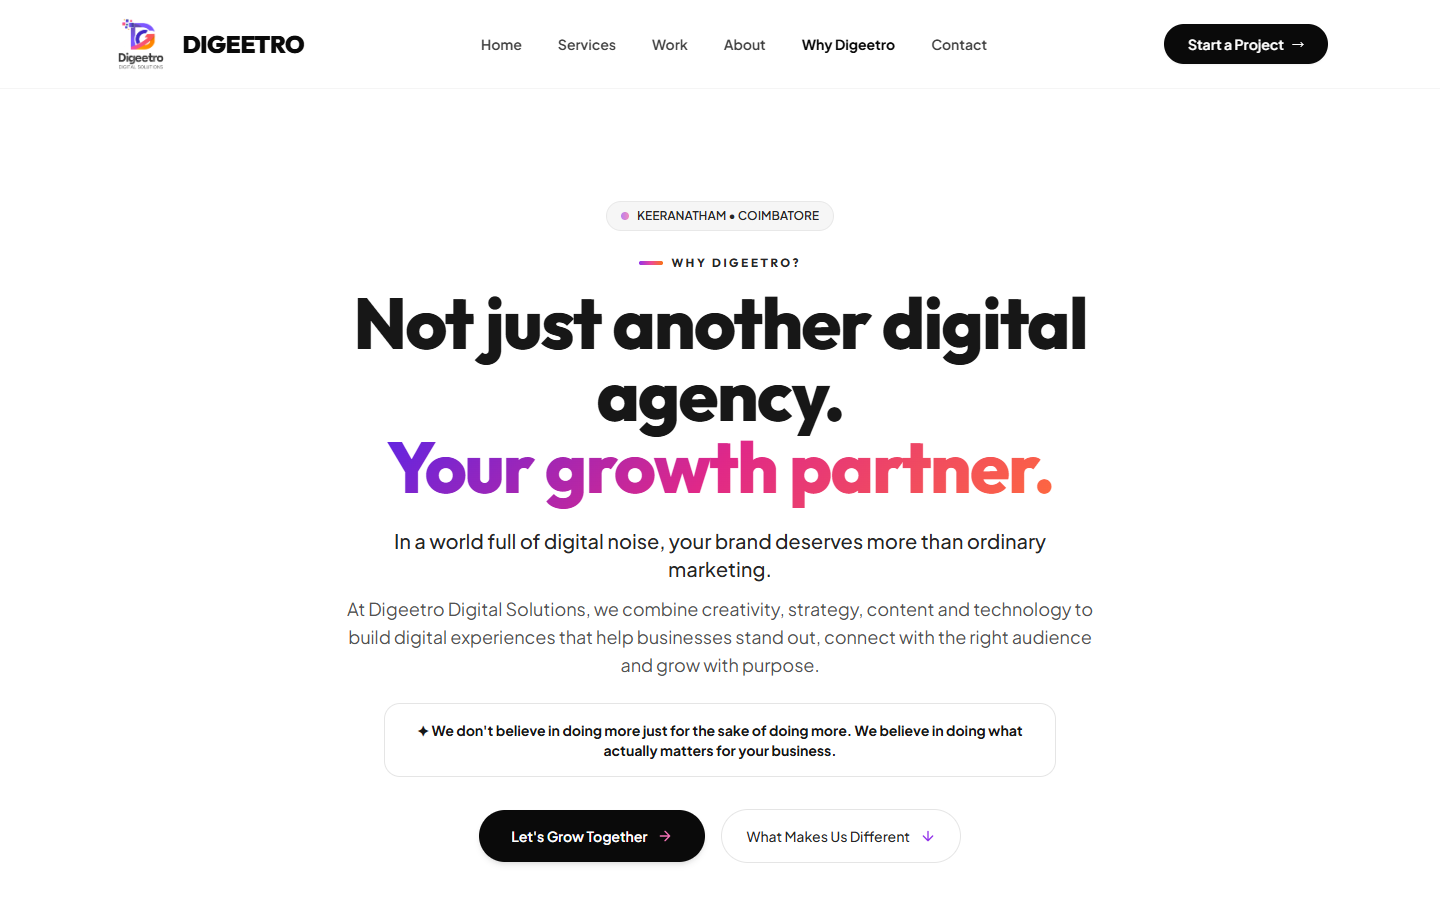 Digeetro
DIGITAL SOLUTIONS
DIGEETRO
Home
Services
Work
About
Why Digeetro
Contact
Start a Project →
KEERANATHAM • COIMBATORE
WHY DIGEETRO?
Not just another digital
agency.
Your growth partner.
In a world full of digital noise, your brand deserves more than ordinary
marketing.
At Digeetro Digital Solutions, we combine creativity, strategy, content and technology to
build digital experiences that help businesses stand out, connect with the right audience
and grow with purpose.
✦ We don't believe in doing more just for the sake of doing more. We believe in doing what
actually matters for your business.
Let's Grow Together →
What Makes Us Different ↓